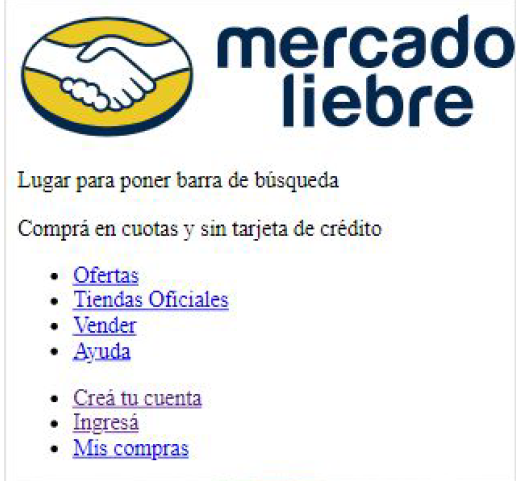 mercado
liebre
Lugar para poner barra de búsqueda
Comprá en cuotas y sin tarjeta de crédito
Ofertas
Tiendas Oficiales
Vender
Ayuda
Creá tu cuenta
Ingresá
Mis compras